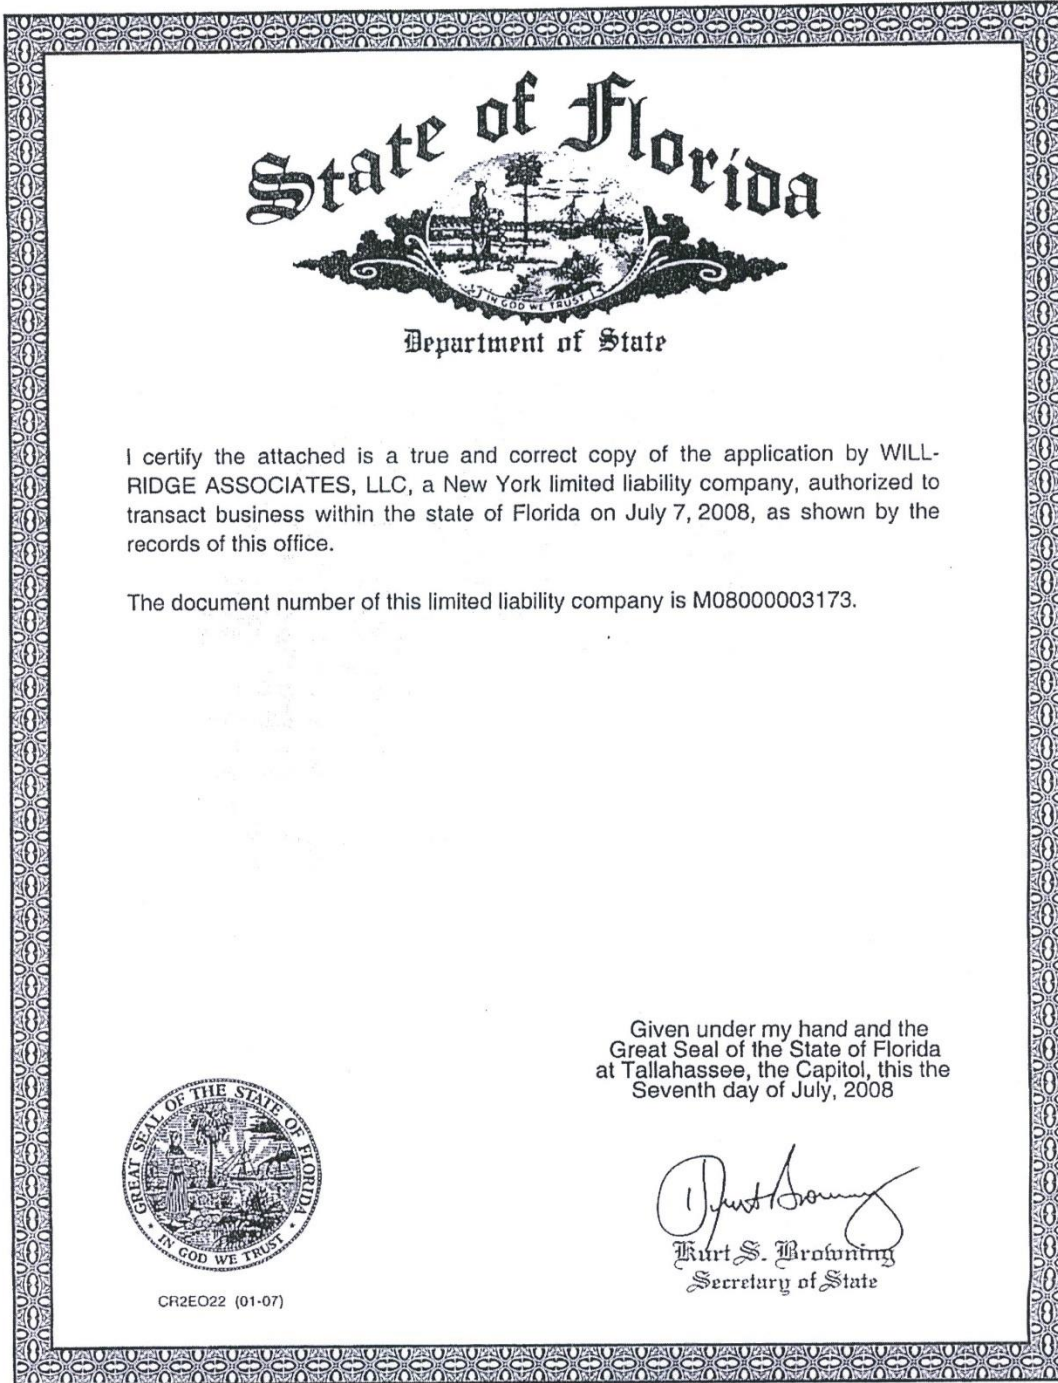 State of Florida
IN GOD WE TRUST
Department of State
I certify the attached is a true and correct copy of the application by WILL-
RIDGE ASSOCIATES, LLC, a New York limited liability company, authorized to
transact business within the state of Florida on July 7, 2008, as shown by the
records of this office.
The document number of this limited liability company is M08000003173.
Given under my hand and the
Great Seal of the State of Florida
at Tallahassee, the Capitol, this the
Seventh day of July, 2008
GREAT SEAL OF THE STATE OF FLORIDA
IN GOD WE TRUST
Kurt S. Browning
Secretary of State
CR2EO22 (01-07)